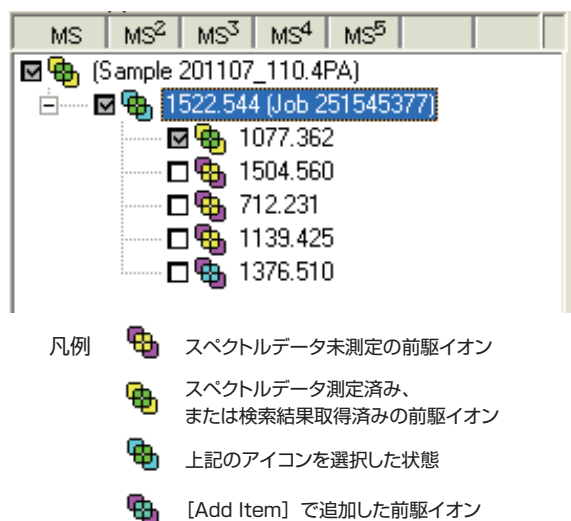 MS MS2 MS3 MS4 MS5
(Sample 201107_110.4PA)
1522.544 (Job 251545377)
1077.362
1504.560
712.231
1139.425
1376.510
凡例 スペクトルデータ未測定の前駆イオン
スペクトルデータ測定済み、
または検索結果取得済みの前駆イオン
上記のアイコンを選択した状態
[Add Item] で追加した前駆イオン